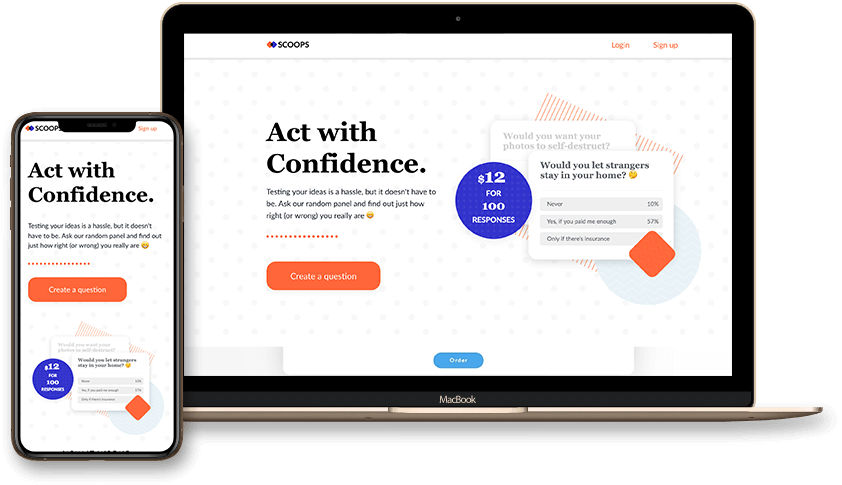 SCOOPS
Login
Sign up
Act with
Confidence.
Testing your ideas is a hassle, but it doesn't have to
be. Ask our random panel and find out just how
right (or wrong) you really are 😄
Create a question
Would you want your
photos to self-destruct?
Would you let strangers
stay in your home? 🤔
Never 10%
Yes, if you paid me enough 57%
Only if there's insurance
$12
FOR
100
RESPONSES
Order
MacBook
SCOOPS
Sign up
Act with
Confidence.
Testing your ideas is a hassle, but it doesn't
have to be. Ask our random panel and find out
just how right (or wrong) you really are 😄
Create a question
Would you want your
photos to self-destruct?
Would you let strangers
stay in your home? 🤔
Never 10%
Yes, if you paid me enough 57%
Only if there's insurance
$12
FOR
100
RESPONSES